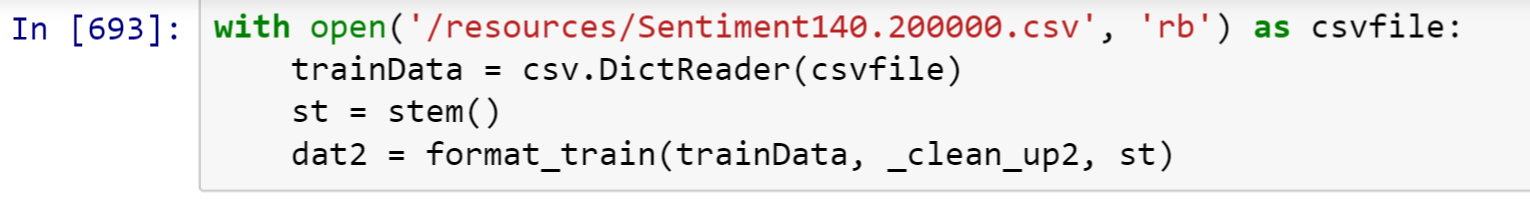 In [693]: with open('/resources/Sentiment140.200000.csv', 'rb') as csvfile:
    trainData = csv.DictReader(csvfile)
    st = stem()
    dat2 = format_train(trainData, _clean_up2, st)